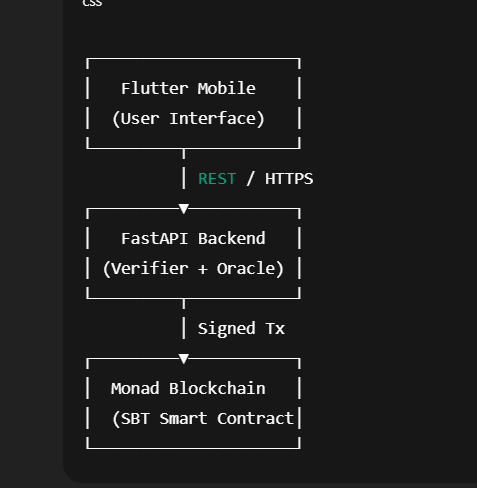 css
Flutter Mobile
(User Interface)
REST / HTTPS
FastAPI Backend
(Verifier + Oracle)
Signed Tx
Monad Blockchain
(SBT Smart Contract